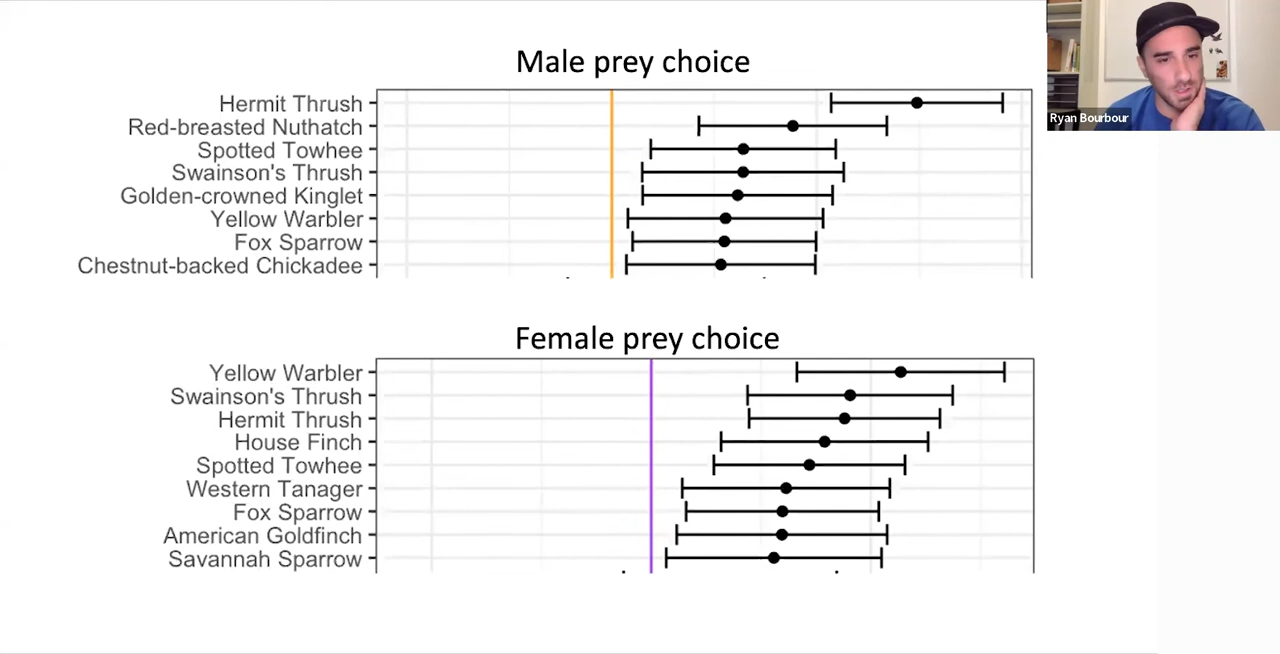 Male prey choice
Hermit Thrush
Red-breasted Nuthatch
Spotted Towhee
Swainson's Thrush
Golden-crowned Kinglet
Yellow Warbler
Fox Sparrow
Chestnut-backed Chickadee
Female prey choice
Yellow Warbler
Swainson's Thrush
Hermit Thrush
House Finch
Spotted Towhee
Western Tanager
Fox Sparrow
American Goldfinch
Savannah Sparrow
Ryan Bourbour